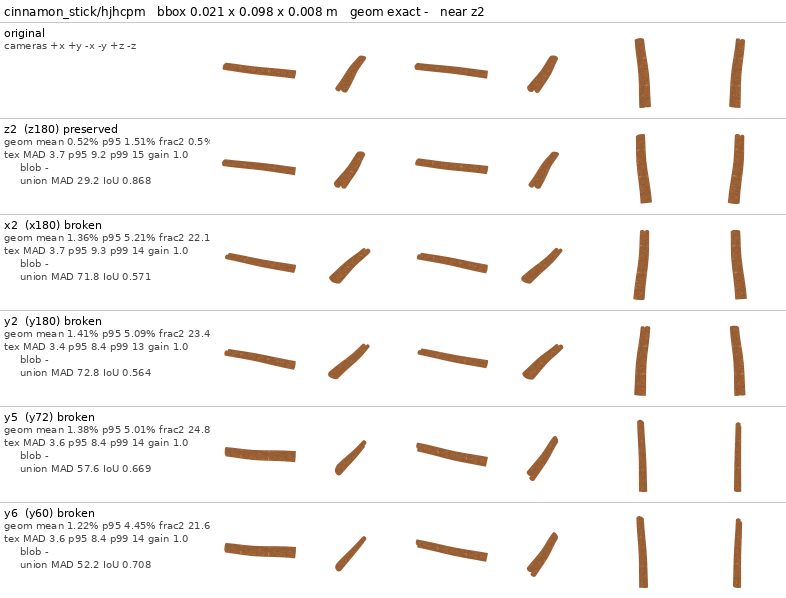 cinnamon_stick/hjhcpm bbox 0.021 x 0.098 x 0.008 m geom exact - near z2
original
cameras +x +y -x -y +z -z
z2 (z180) preserved
geom mean 0.52% p95 1.51% frac2 0.5%
tex MAD 3.7 p95 9.2 p99 15 gain 1.0
blob -
union MAD 29.2 IoU 0.868
x2 (x180) broken
geom mean 1.36% p95 5.21% frac2 22.1
tex MAD 3.7 p95 9.3 p99 14 gain 1.0
blob -
union MAD 71.8 IoU 0.571
y2 (y180) broken
geom mean 1.41% p95 5.09% frac2 23.4
tex MAD 3.4 p95 8.4 p99 13 gain 1.0
blob -
union MAD 72.8 IoU 0.564
y5 (y72) broken
geom mean 1.38% p95 5.01% frac2 24.8
tex MAD 3.6 p95 8.4 p99 14 gain 1.0
blob -
union MAD 57.6 IoU 0.669
y6 (y60) broken
geom mean 1.22% p95 4.45% frac2 21.6
tex MAD 3.6 p95 8.4 p99 14 gain 1.0
blob -
union MAD 52.2 IoU 0.708